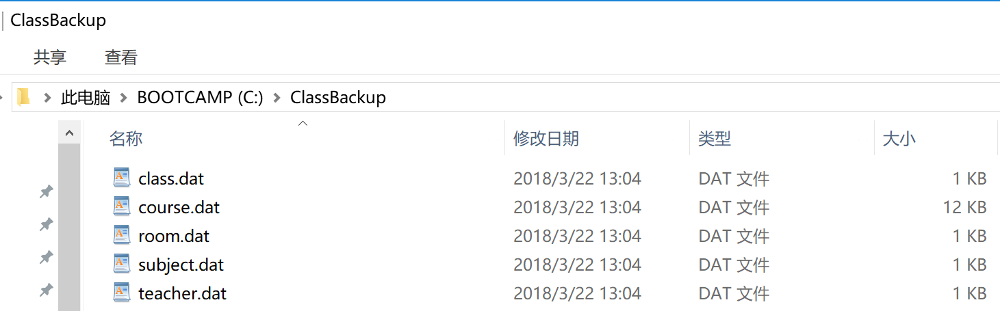 ClassBackup
共享 查看
此电脑 BOOTCAMP (C:) ClassBackup
名称 修改日期 类型 大小
class.dat 2018/3/22 13:04 DAT 文件 1 KB
course.dat 2018/3/22 13:04 DAT 文件 12 KB
room.dat 2018/3/22 13:04 DAT 文件 1 KB
subject.dat 2018/3/22 13:04 DAT 文件 1 KB
teacher.dat 2018/3/22 13:04 DAT 文件 1 KB